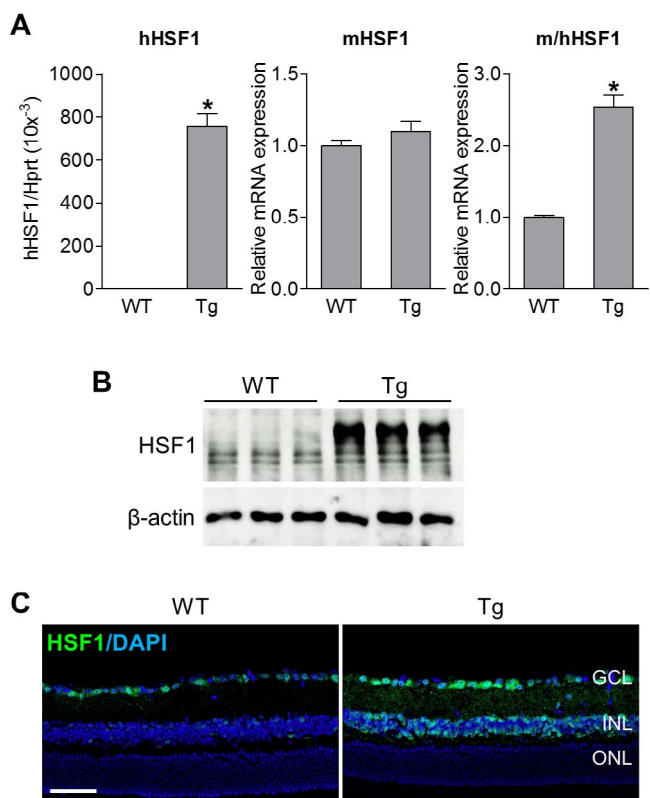 A
hHSF1
mHSF1
m/hHSF1
hHSF1/Hprt (10x⁻³)
1000
800
600
400
200
0
*
WT
Tg
Relative mRNA expression
1.5
1.0
0.5
0.0
WT
Tg
Relative mRNA expression
3.0
2.0
1.0
0.0
*
WT
Tg
B
WT
Tg
HSF1
β-actin
C
WT
Tg
HSF1/DAPI
GCL
INL
ONL